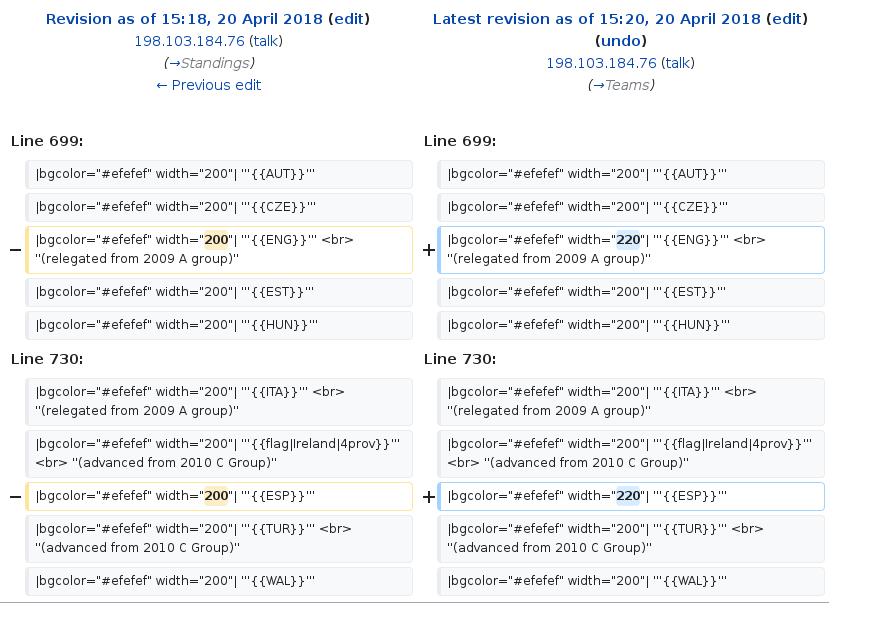 Revision as of 15:18, 20 April 2018 (edit)
198.103.184.76 (talk)
(→Standings)
← Previous edit
Latest revision as of 15:20, 20 April 2018 (edit)
(undo)
198.103.184.76 (talk)
(→Teams)
Line 699:
Line 699:
|bgcolor="#efefef" width="200"| '''{{AUT}}'''
|bgcolor="#efefef" width="200"| '''{{AUT}}'''
|bgcolor="#efefef" width="200"| '''{{CZE}}'''
|bgcolor="#efefef" width="200"| '''{{CZE}}'''
− |bgcolor="#efefef" width="200"| '''{{ENG}}''' <br>
''(relegated from 2009 A group)''
+ |bgcolor="#efefef" width="220"| '''{{ENG}}''' <br>
''(relegated from 2009 A group)''
|bgcolor="#efefef" width="200"| '''{{EST}}'''
|bgcolor="#efefef" width="200"| '''{{EST}}'''
|bgcolor="#efefef" width="200"| '''{{HUN}}'''
|bgcolor="#efefef" width="200"| '''{{HUN}}'''
Line 730:
Line 730:
|bgcolor="#efefef" width="200"| '''{{ITA}}''' <br>
''(relegated from 2009 A group)''
|bgcolor="#efefef" width="200"| '''{{ITA}}''' <br>
''(relegated from 2009 A group)''
|bgcolor="#efefef" width="200"| '''{{flag|Ireland|4prov}}'''
<br> ''(advanced from 2010 C Group)''
|bgcolor="#efefef" width="200"| '''{{flag|Ireland|4prov}}'''
<br> ''(advanced from 2010 C Group)''
− |bgcolor="#efefef" width="200"| '''{{ESP}}'''
+ |bgcolor="#efefef" width="220"| '''{{ESP}}'''
|bgcolor="#efefef" width="200"| '''{{TUR}}''' <br>
''(advanced from 2010 C Group)''
|bgcolor="#efefef" width="200"| '''{{TUR}}''' <br>
''(advanced from 2010 C Group)''
|bgcolor="#efefef" width="200"| '''{{WAL}}'''
|bgcolor="#efefef" width="200"| '''{{WAL}}'''